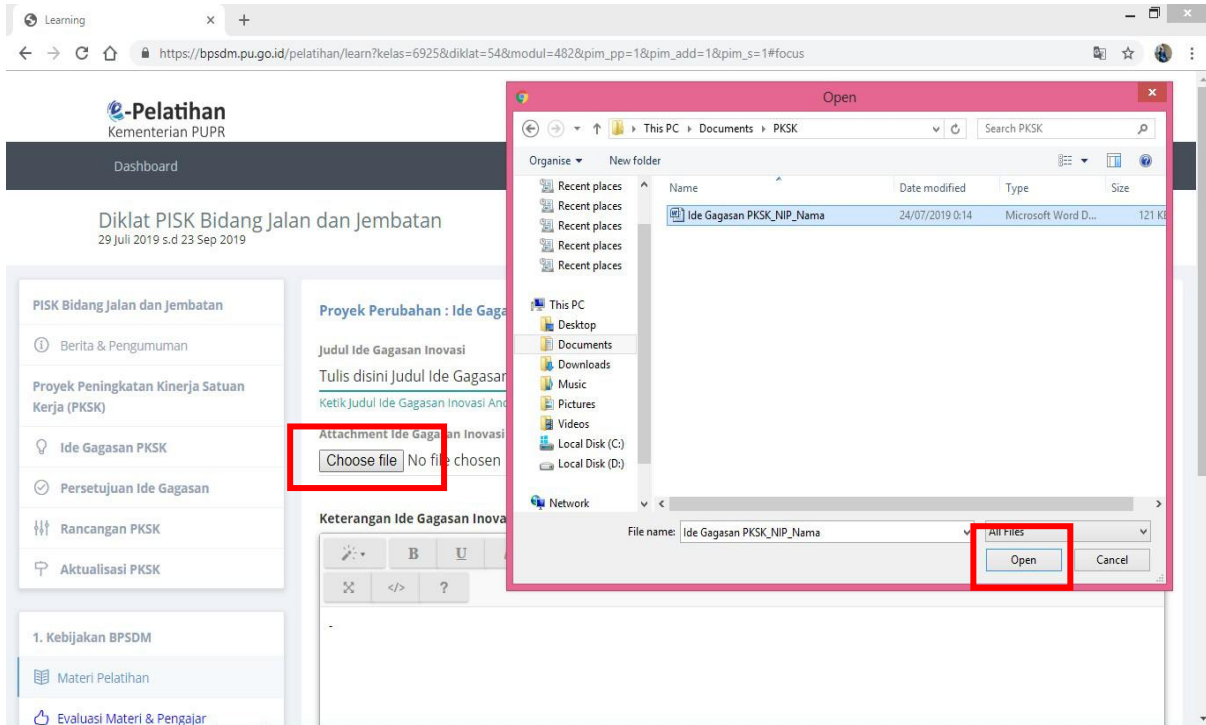 Learning
https://bpsdm.pu.go.id/pelatihan/learn?kelas=6925&diklat=54&modul=482&pim_pp=1&pim_add=1&pim_s=1#focus
e-Pelatihan
Kementerian PUPR
Dashboard
Diklat PISK Bidang Jalan dan Jembatan
29 Juli 2019 s.d 23 Sep 2019
PISK Bidang Jalan dan Jembatan
Berita & Pengumuman
Proyek Peningkatan Kinerja Satuan
Kerja (PKSK)
Ide Gagasan PKSK
Persetujuan Ide Gagasan
Rancangan PKSK
Aktualisasi PKSK
1. Kebijakan BPSDM
Materi Pelatihan
Evaluasi Materi & Pengajar
Proyek Perubahan : Ide Gaga
Judul Ide Gagasan Inovasi
Tulis disini Judul Ide Gagasan
Ketik Judul Ide Gagasan Inovasi And
Attachment Ide Gagasan Inovasi
Choose file No file chosen
Keterangan Ide Gagasan Inova
B U
</> ?
-
Open
This PC Documents PKSK
Search PKSK
Organise New folder
Name Date modified Type Size
Ide Gagasan PKSK_NIP_Nama 24/07/2019 0:14 Microsoft Word D... 121 KB
Recent places
Recent places
Recent places
Recent places
Recent places
This PC
Desktop
Documents
Downloads
Music
Pictures
Videos
Local Disk (C:)
Local Disk (D:)
Network
File name: Ide Gagasan PKSK_NIP_Nama
All Files
Open Cancel